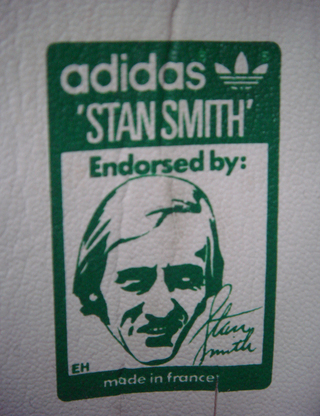 adidas
'STAN SMITH'
Endorsed by:
Stan
Smith
EH
made in france